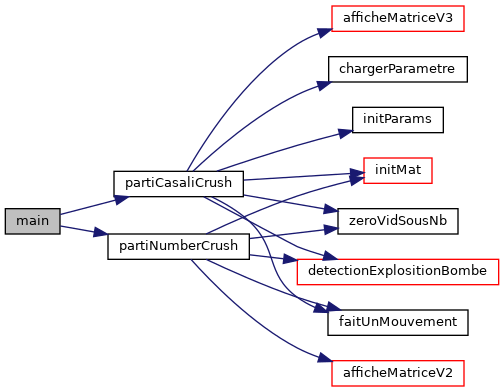 afficheMatriceV3
chargerParametre
initParams
partiCasaliCrush
initMat
main
zeroVidSousNb
partiNumberCrush
detectionExplositionBombe
faitUnMouvement
afficheMatriceV2